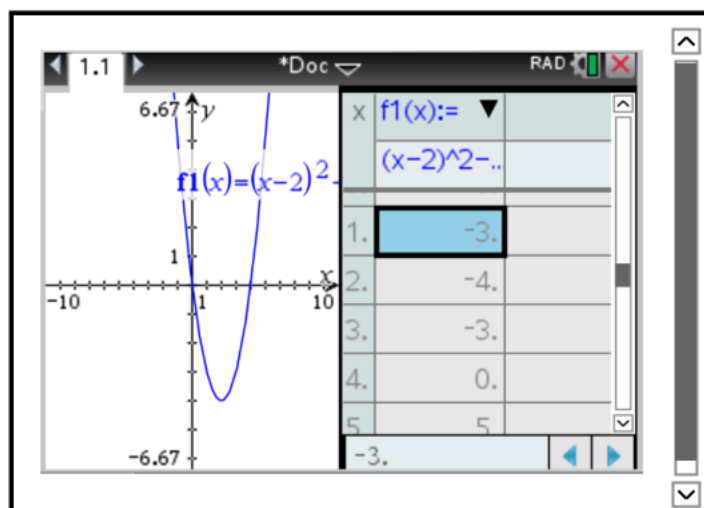 1.1
*Doc
RAD
6.67 y
f1(x)=(x-2)^2-
1
x
-10
1
10
-6.67
x f1(x):= ▼
(x-2)^2-..
1. -3.
2. -4.
3. -3.
4. 0.
5. 5.
-3.